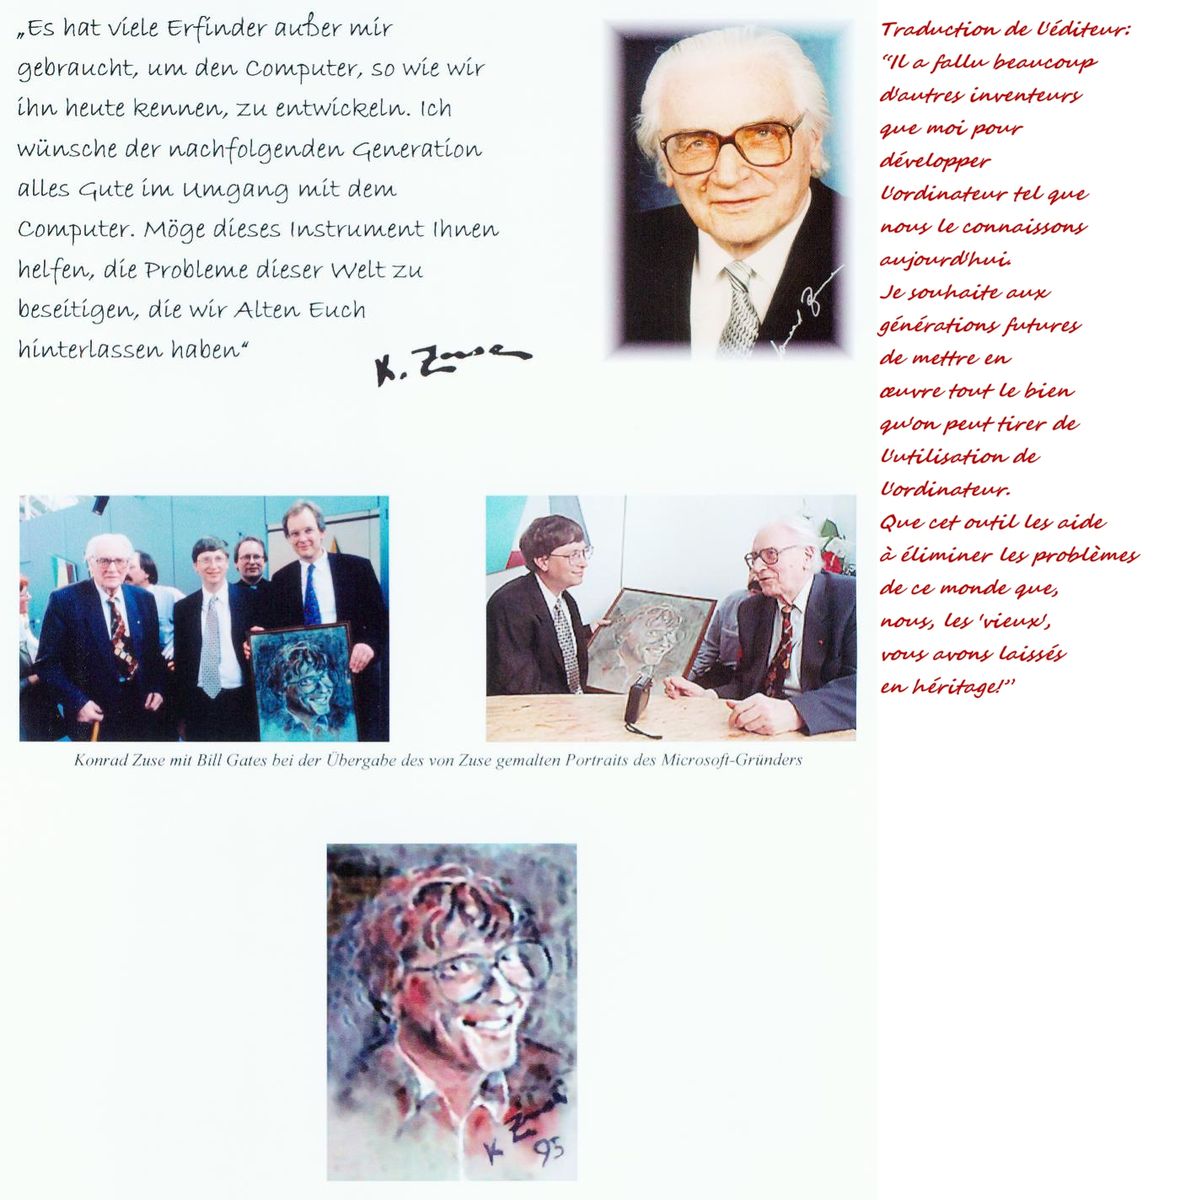 „Es hat viele Erfinder außer mir
gebraucht, um den Computer, so wie wir
ihn heute kennen, zu entwickeln. Ich
wünsche der nachfolgenden Generation
alles Gute im Umgang mit dem
Computer. Möge dieses Instrument Ihnen
helfen, die Probleme dieser Welt zu
beseitigen, die wir Alten Euch
hinterlassen haben“
K. Zuse
Konrad Zuse mit Bill Gates bei der Übergabe des von Zuse gemalten Portraits des Microsoft-Gründers
K Zuse
95
Traduction de l'éditeur:
“Il a fallu beaucoup
d'autres inventeurs
que moi pour
développer
l'ordinateur tel que
nous le connaissons
aujourd'hui.
Je souhaite aux
générations futures
de mettre en
œuvre tout le bien
qu'on peut tirer de
l'utilisation de
l'ordinateur.
Que cet outil les aide
à éliminer les problèmes
de ce monde que,
nous, les 'vieux',
vous avons laissés
en héritage!”